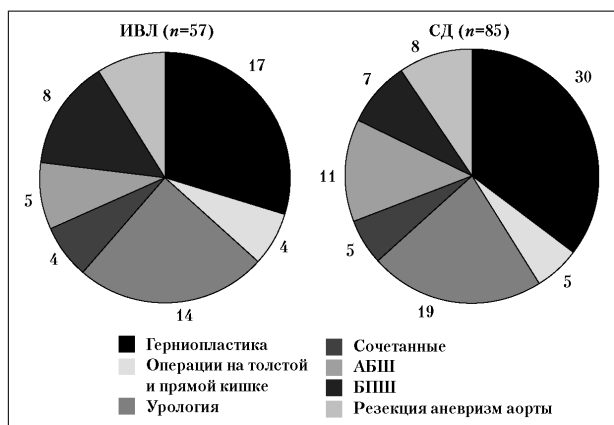 ИВЛ (n=57)
17
4
14
4
5
8
СД (n=85)
30
5
19
5
11
7
8
Герниопластика
Операции на толстой
и прямой кишке
Урология
Сочетанные
АБШ
БПШ
Резекция аневризм аорты